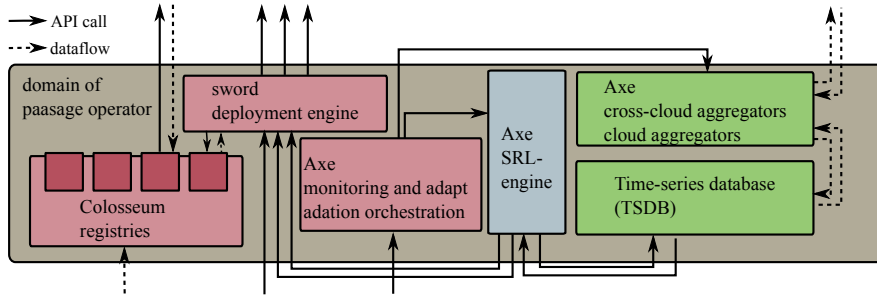 API call
dataflow
domain of
paasage operator
sword
deployment engine
Axe
monitoring and adapt
adation orchestration
Axe
SRL-
engine
Axe
cross-cloud aggregators
cloud aggregators
Time-series database
(TSDB)
Colosseum
registries